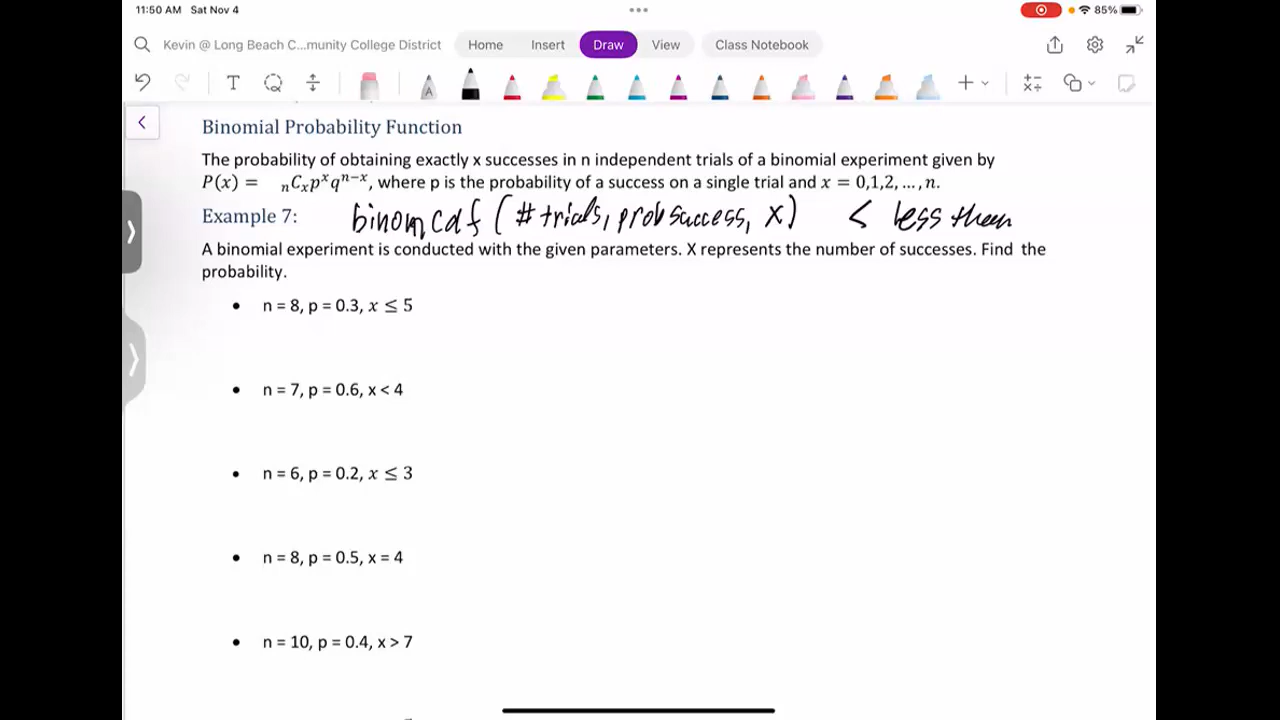 11:50 AM Sat Nov 4
85%
Kevin @ Long Beach C...munity College District
Home Insert Draw View Class Notebook
T A
Binomial Probability Function
The probability of obtaining exactly x successes in n independent trials of a binomial experiment given by
P(x) = ₙCₓpˣqⁿ⁻ˣ, where p is the probability of a success on a single trial and x = 0,1,2, ..., n.
Example 7: binomcdf (# trials, prob success, x) < less than
A binomial experiment is conducted with the given parameters. X represents the number of successes. Find the
probability.
• n = 8, p = 0.3, x ≤ 5
• n = 7, p = 0.6, x < 4
• n = 6, p = 0.2, x ≤ 3
• n = 8, p = 0.5, x = 4
• n = 10, p = 0.4, x > 7